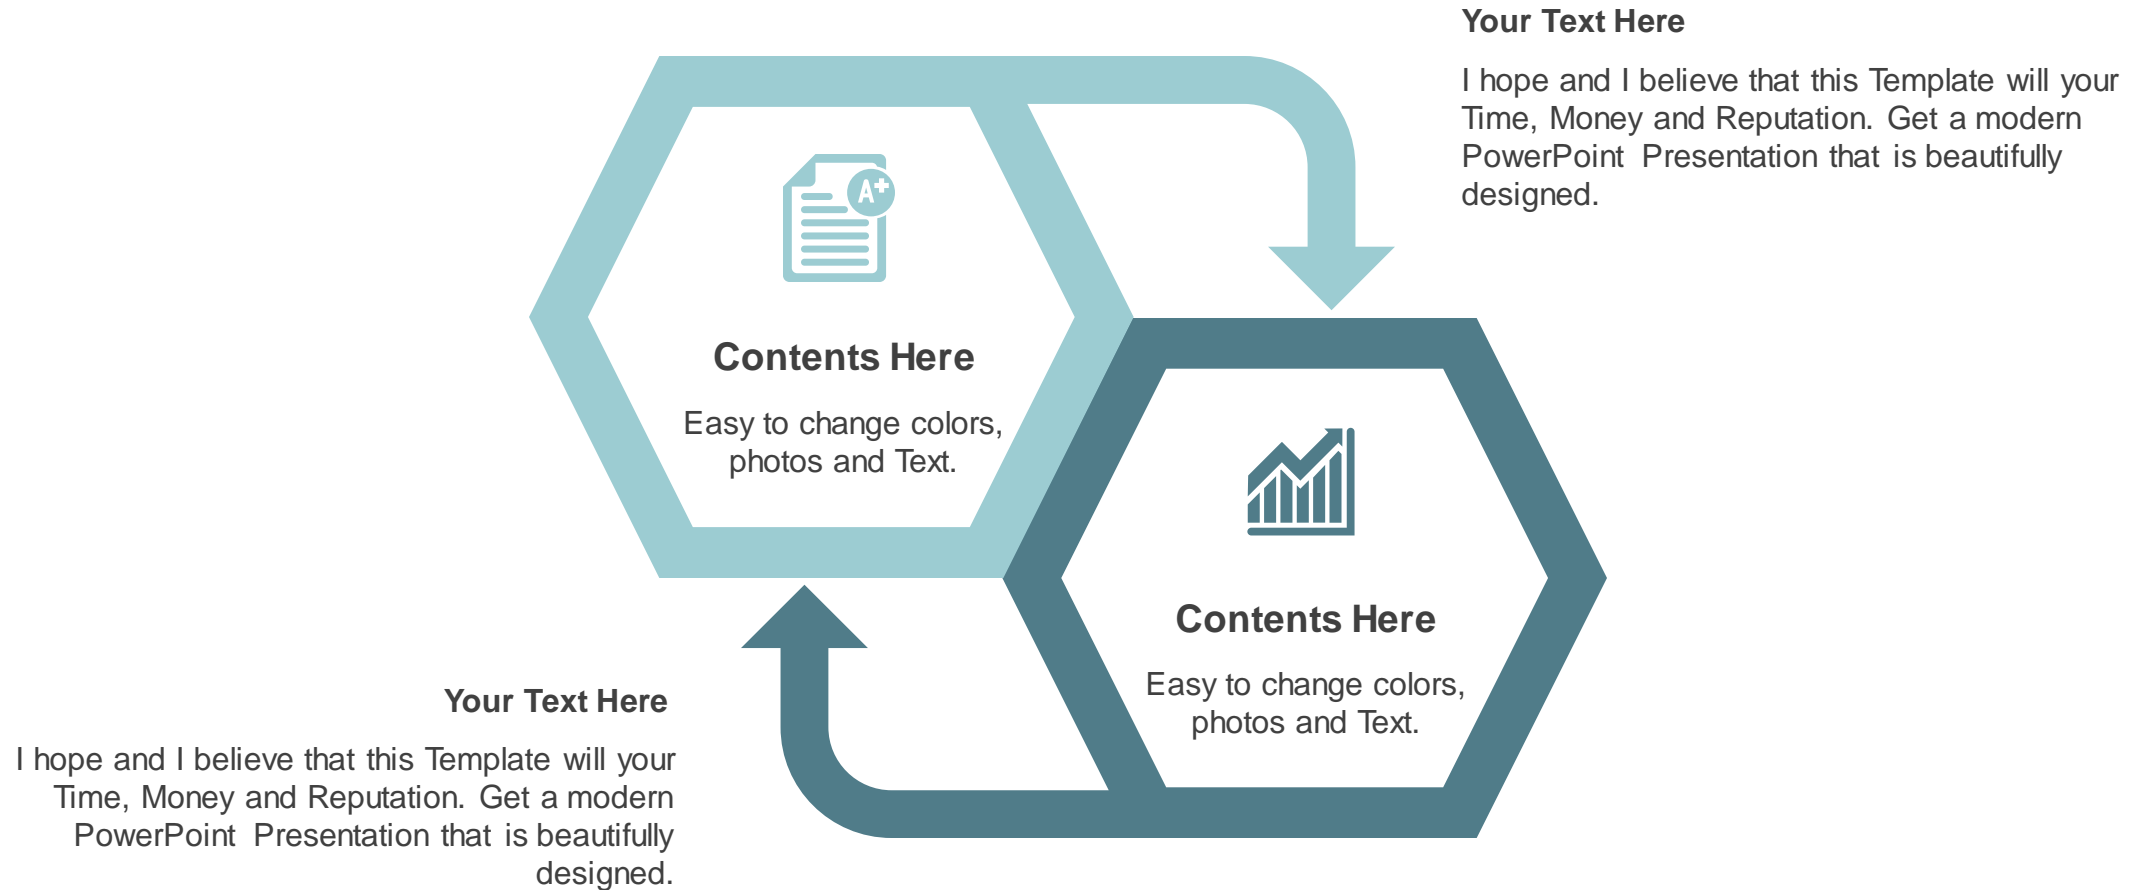 Your Text Here
I hope and I believe that this Template will your
Time, Money and Reputation. Get a modern
PowerPoint Presentation that is beautifully
designed.
A+
Contents Here
Easy to change colors,
photos and Text.
Contents Here
Easy to change colors,
photos and Text.
Your Text Here
I hope and I believe that this Template will your
Time, Money and Reputation. Get a modern
PowerPoint Presentation that is beautifully
designed.